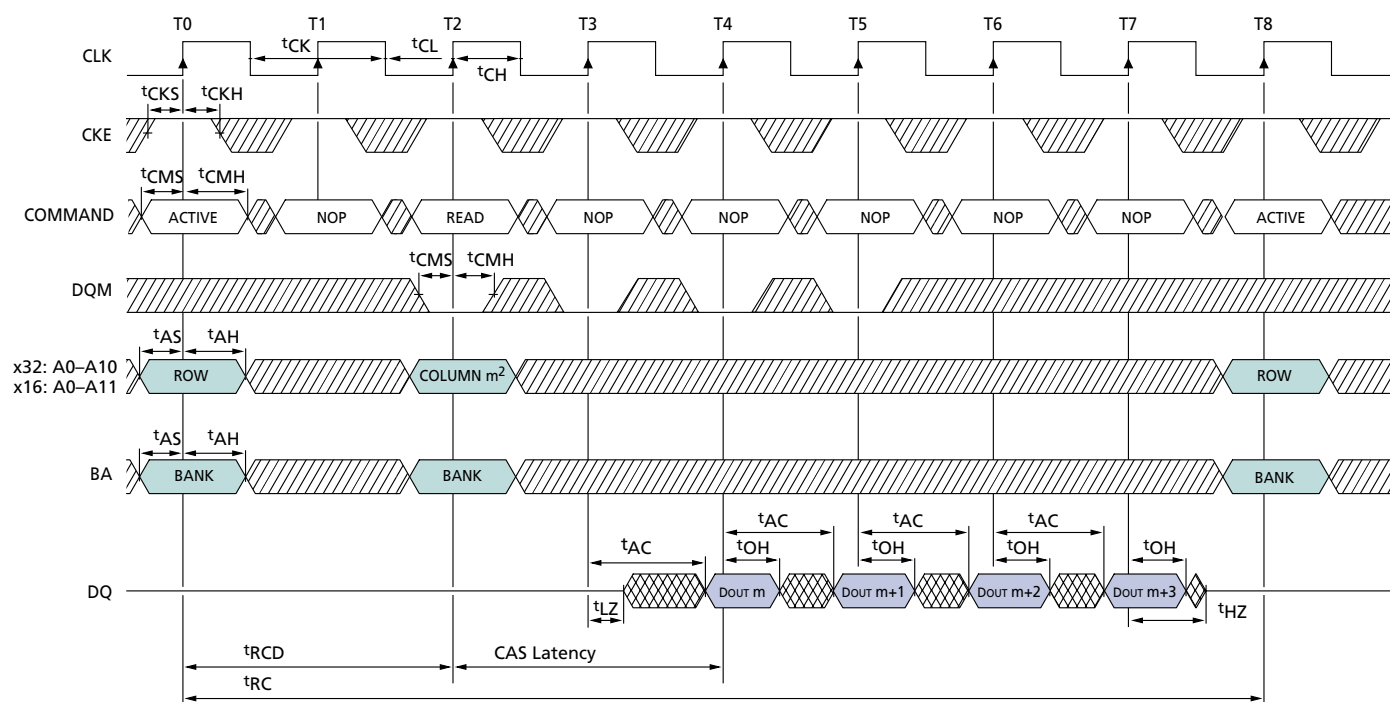 T0 T1 T2 T3 T4 T5 T6 T7 T8
CLK
tCK tCL
tCH
tCKS tCKH
CKE
tCMS tCMH
COMMAND ACTIVE NOP READ NOP NOP NOP NOP NOP ACTIVE
tCMS tCMH
DQM
tAS tAH
x32: A0–A10
x16: A0–A11
ROW COLUMN m2 ROW
tAS tAH
BA BANK BANK BANK
tAC tAC tAC
tAC tOH tOH tOH tOH
DQ DOUT m DOUT m+1 DOUT m+2 DOUT m+3
tLZ tHZ
tRCD CAS Latency
tRC